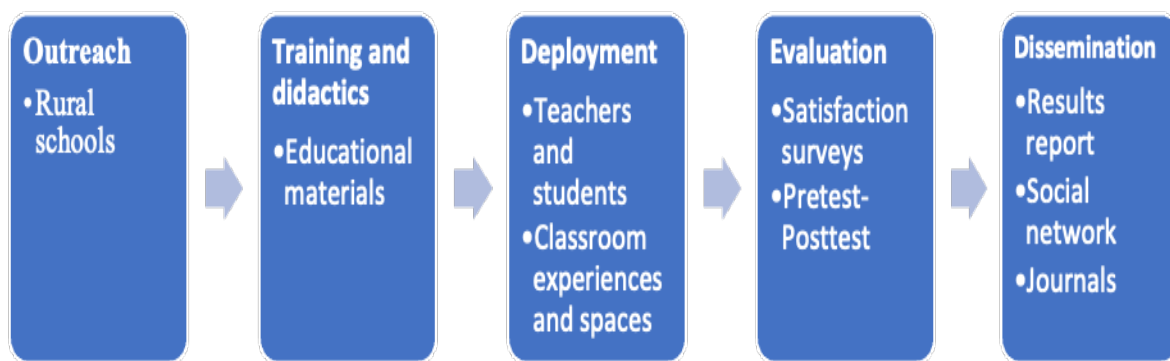 Outreach
•Rural
schools
Training and
didactics
•Educational
materials
Deployment
•Teachers
and
students
•Classroom
experiences
and spaces
Evaluation
•Satisfaction
surveys
•Pretest-
Posttest
Dissemination
•Results
report
•Social
network
•Journals